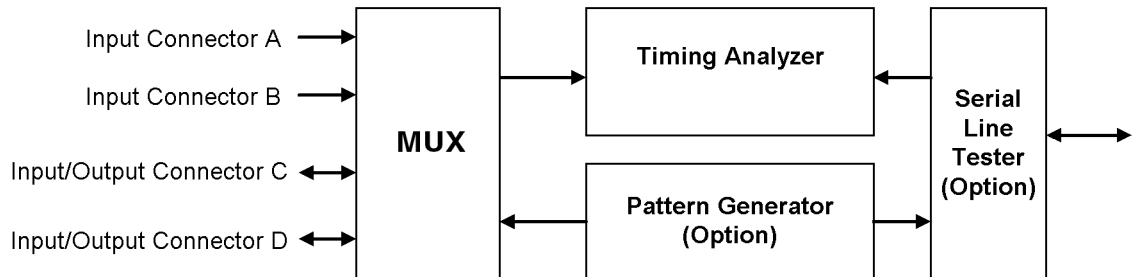 Input Connector A
Input Connector B
Input/Output Connector C
Input/Output Connector D
MUX
Timing Analyzer
Pattern Generator
(Option)
Serial
Line
Tester
(Option)